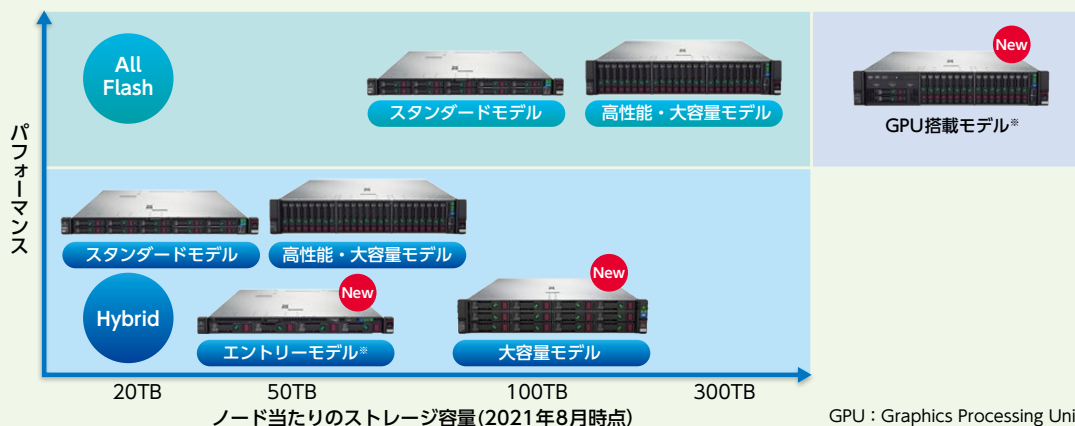 パフォーマンス
All
Flash
スタンダードモデル
高性能・大容量モデル
New
GPU搭載モデル※
スタンダードモデル
高性能・大容量モデル
Hybrid
New
エントリーモデル※
New
大容量モデル
20TB
50TB
100TB
300TB
ノード当たりのストレージ容量(2021年8月時点)
GPU：Graphics Processing Uni